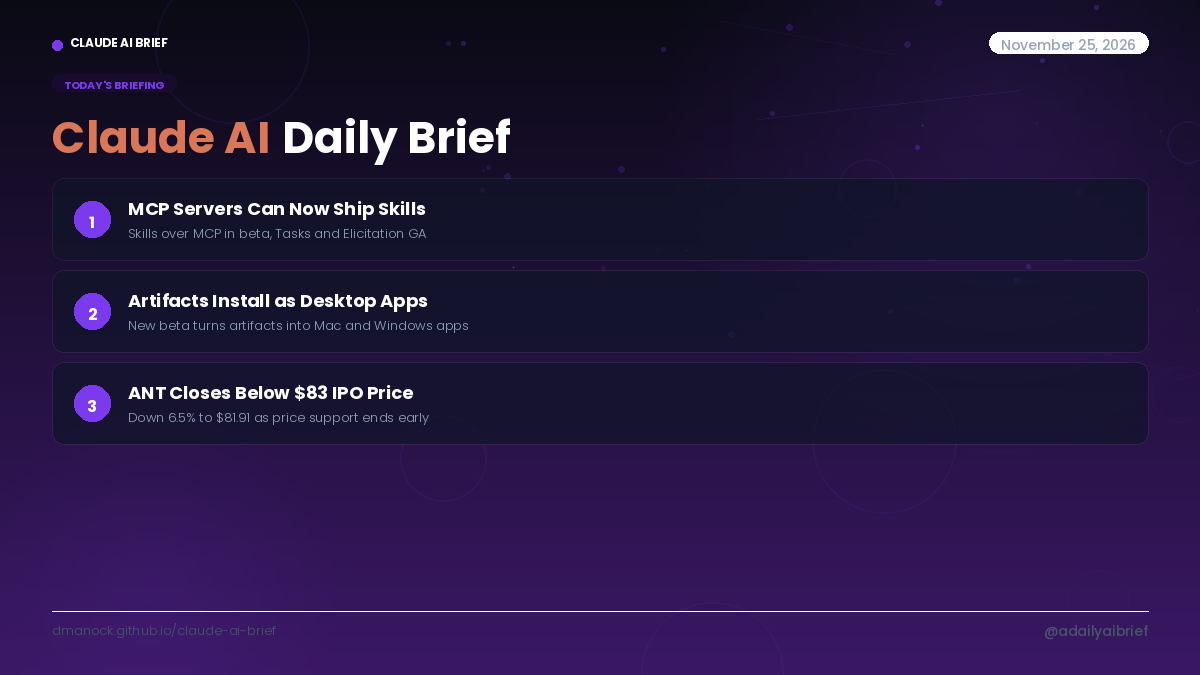 CLAUDE AI BRIEF
November 25, 2026
TODAY'S BRIEFING
Claude AI Daily Brief
1
MCP Servers Can Now Ship Skills
Skills over MCP in beta, Tasks and Elicitation GA
2
Artifacts Install as Desktop Apps
New beta turns artifacts into Mac and Windows apps
3
ANT Closes Below $83 IPO Price
Down 6.5% to $81.91 as price support ends early
dmanock.github.io/claude-ai-brief
@adailyaibrief